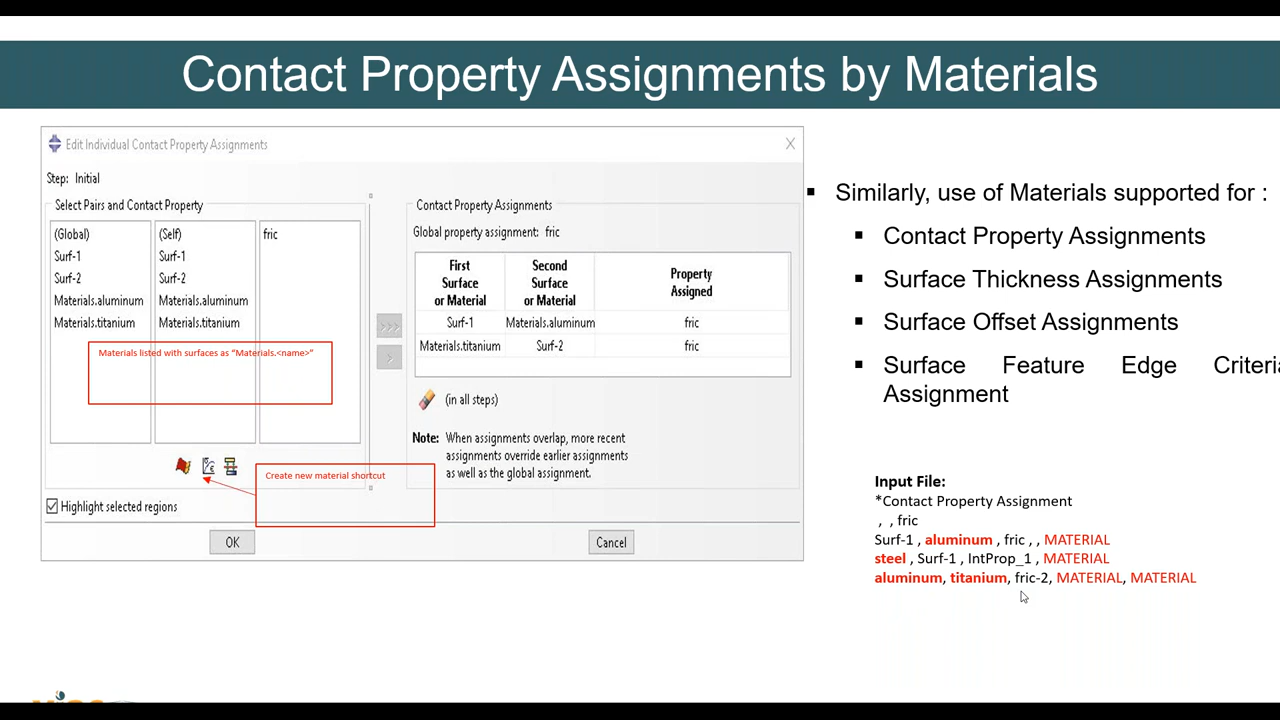 Contact Property Assignments by Materials
Edit Individual Contact Property Assignments
X
Step: Initial
Select Pairs and Contact Property
(Global) (Self) fric
Surf-1 Surf-1
Surf-2 Surf-2
Materials.aluminum Materials.aluminum
Materials.titanium Materials.titanium
Materials listed with surfaces as “Materials.<name>”
Create new material shortcut
Highlight selected regions
>>>
>
Contact Property Assignments
Global property assignment: fric
First Surface or Material Second Surface or Material Property Assigned
Surf-1 Materials.aluminum fric
Materials.titanium Surf-2 fric
(in all steps)
Note: When assignments overlap, more recent
assignments override earlier assignments
as well as the global assignment.
OK Cancel
▪ Similarly, use of Materials supported for :
▪ Contact Property Assignments
▪ Surface Thickness Assignments
▪ Surface Offset Assignments
▪ Surface Feature Edge Criteria
Assignment
Input File:
*Contact Property Assignment
, , fric
Surf-1 , aluminum , fric , , MATERIAL
steel , Surf-1 , IntProp_1 , MATERIAL
aluminum, titanium, fric-2, MATERIAL, MATERIAL